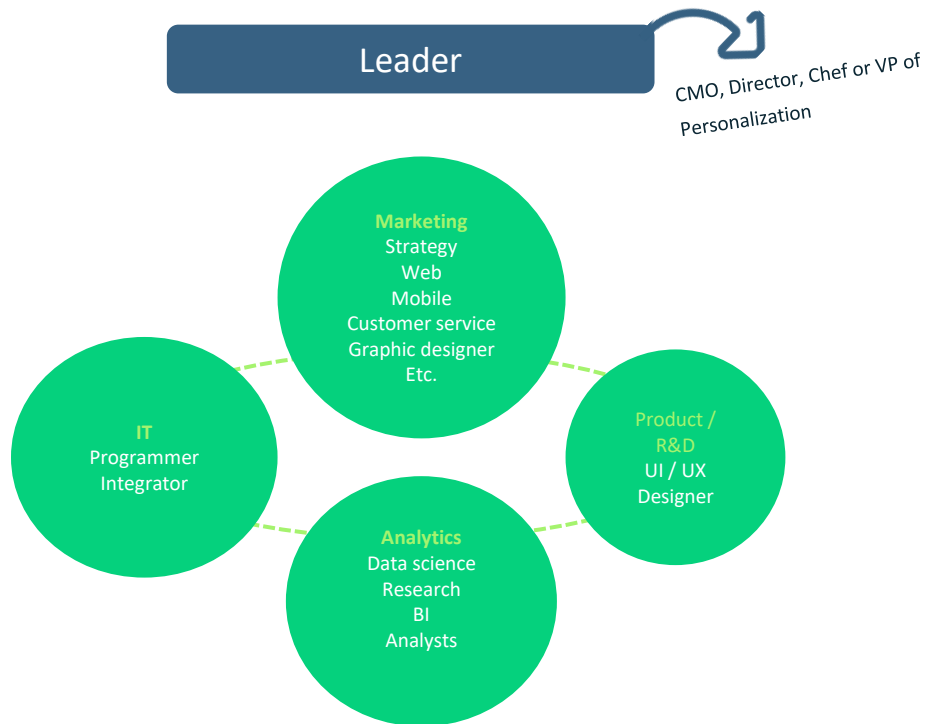 Leader
CMO, Director, Chef or VP of
Personalization
Marketing
Strategy
Web
Mobile
Customer service
Graphic designer
Etc.
IT
Programmer
Integrator
Product /
R&D
UI / UX
Designer
Analytics
Data science
Research
BI
Analysts